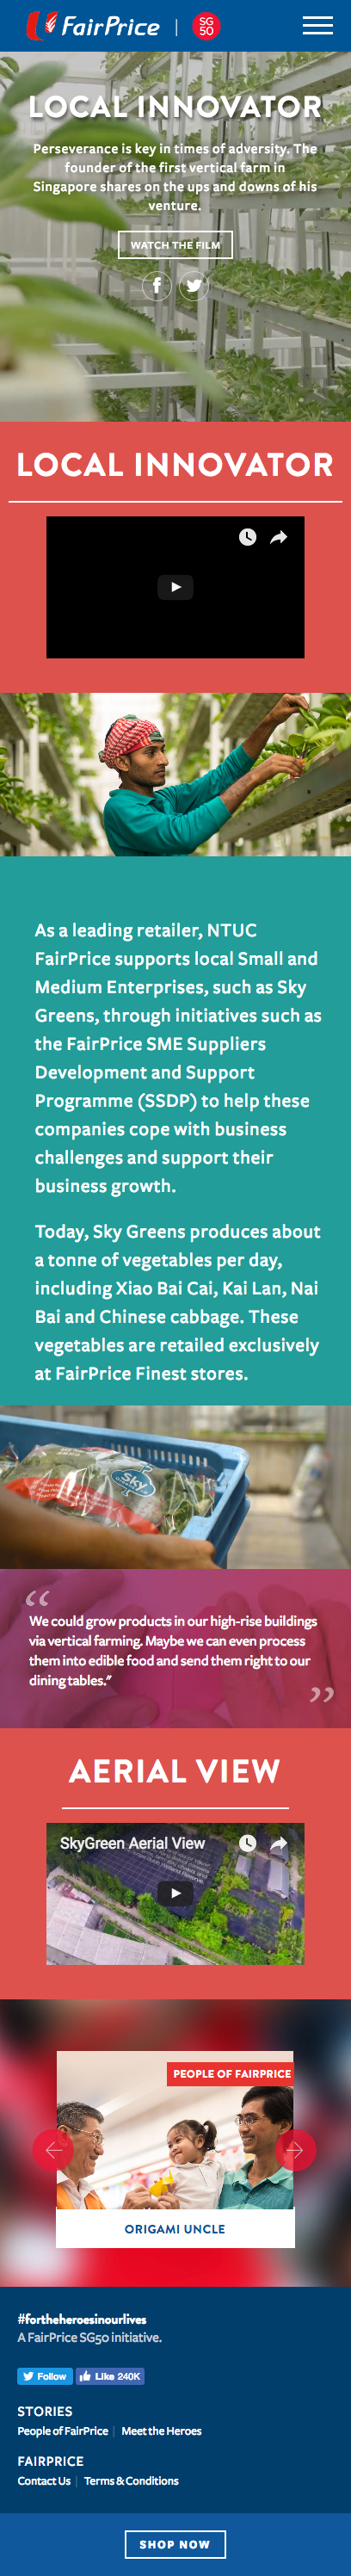 FairPrice | SG 50
LOCAL INNOVATOR
Perseverance is key in times of adversity. The
founder of the first vertical farm in
Singapore shares on the ups and downs of his
venture.
WATCH THE FILM
LOCAL INNOVATOR
As a leading retailer, NTUC
FairPrice supports local Small and
Medium Enterprises, such as Sky
Greens, through initiatives such as
the FairPrice SME Suppliers
Development and Support
Programme (SSDP) to help these
companies cope with business
challenges and support their
business growth.
Today, Sky Greens produces about
a tonne of vegetables per day,
including Xiao Bai Cai, Kai Lan, Nai
Bai and Chinese cabbage. These
vegetables are retailed exclusively
at FairPrice Finest stores.
SKY
“
We could grow products in our high-rise buildings
via vertical farming. Maybe we can even process
them into edible food and send them right to our
dining tables."
”
AERIAL VIEW
SkyGreen Aerial View
PEOPLE OF FAIRPRICE
ORIGAMI UNCLE
#fortheheroesinourlives
A FairPrice SG50 initiative.
Follow Like 240K
STORIES
People of FairPrice | Meet the Heroes
FAIRPRICE
Contact Us | Terms & Conditions
SHOP NOW